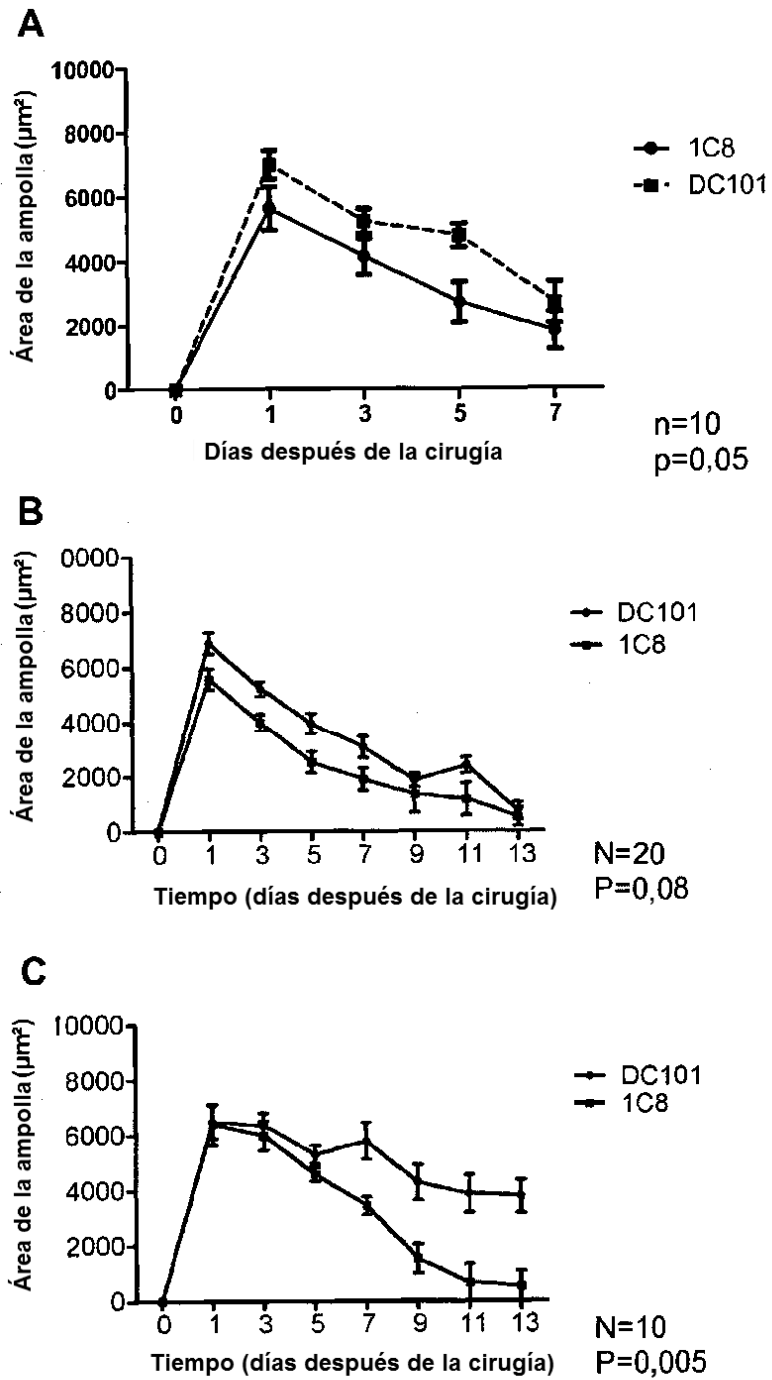 A
Área de la ampolla (µm²)
10000
8000
6000
4000
2000
0
0 1 3 5 7
Días después de la cirugía
1C8
DC101
n=10
p=0,05
B
Área de la ampolla (µm²)
0000
8000
6000
4000
2000
0
0 1 3 5 7 9 11 13
Tiempo (días después de la cirugía)
DC101
1C8
N=20
P=0,08
C
Área de la ampolla (µm²)
10000
8000
6000
4000
2000
0
0 1 3 5 7 9 11 13
Tiempo (días después de la cirugía)
DC101
1C8
N=10
P=0,005